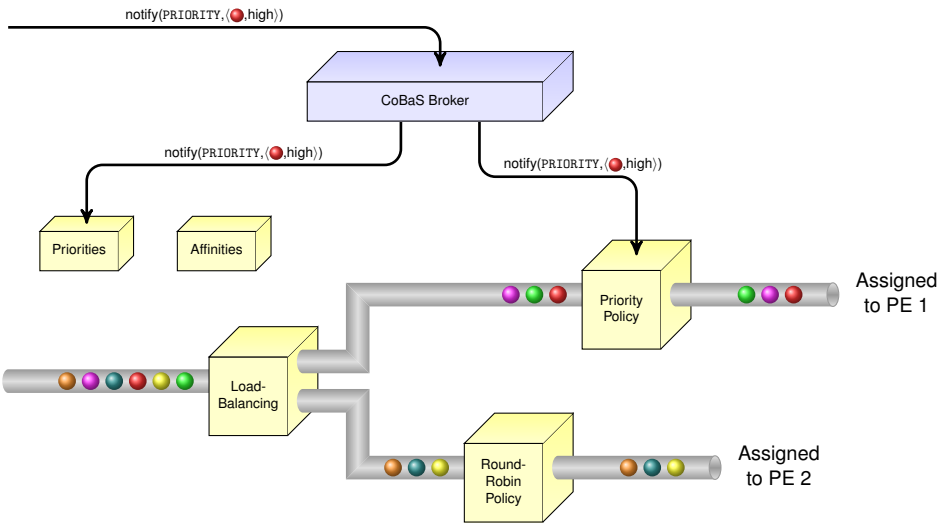 notify(PRIORITY,⟨,high⟩)
CoBaS Broker
notify(PRIORITY,⟨,high⟩)
notify(PRIORITY,⟨,high⟩)
Priorities
Affinities
Priority
Policy
Assigned
to PE 1
Load-
Balancing
Round-
Robin
Policy
Assigned
to PE 2